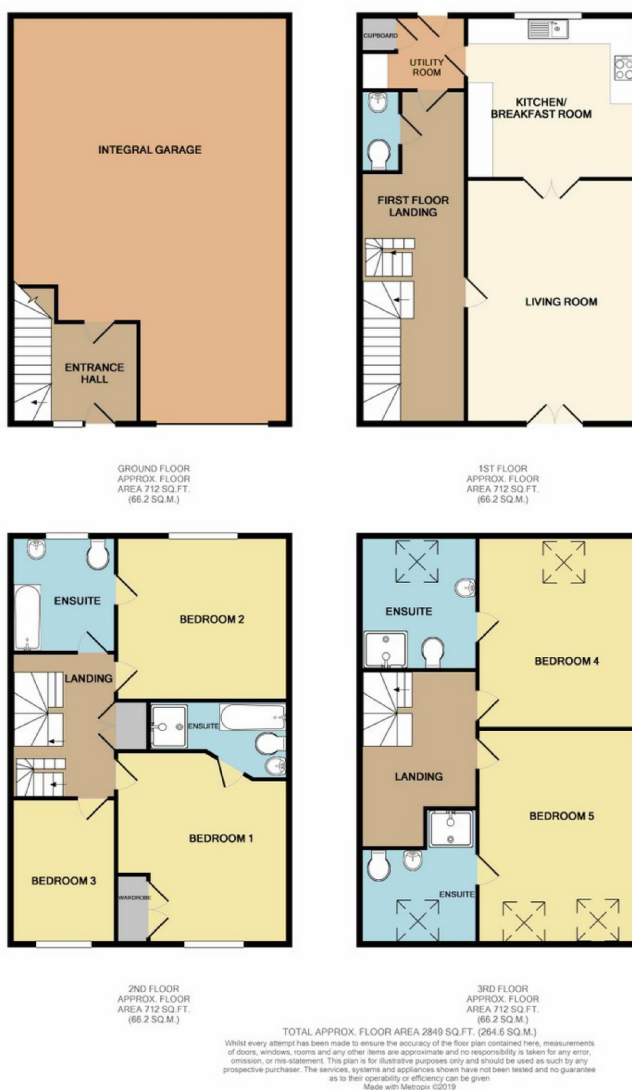 INTEGRAL GARAGE
ENTRANCE
HALL
GROUND FLOOR
APPROX. FLOOR
AREA 712 SQ.FT.
(66.2 SQ.M.)
CUPBOARD
UTILITY
ROOM
KITCHEN/
BREAKFAST ROOM
FIRST FLOOR
LANDING
LIVING ROOM
1ST FLOOR
APPROX. FLOOR
AREA 712 SQ.FT.
(66.2 SQ.M.)
ENSUITE
BEDROOM 2
LANDING
ENSUITE
BEDROOM 1
BEDROOM 3
WARDROBE
2ND FLOOR
APPROX. FLOOR
AREA 712 SQ.FT.
(66.2 SQ.M.)
ENSUITE
BEDROOM 4
LANDING
BEDROOM 5
ENSUITE
3RD FLOOR
APPROX. FLOOR
AREA 712 SQ.FT.
(66.2 SQ.M.)
TOTAL APPROX. FLOOR AREA 2849 SQ.FT. (264.6 SQ.M.)
Whilst every attempt has been made to ensure the accuracy of the floor plan contained here, measurements
of doors, windows, rooms and any other items are approximate and no responsibility is taken for any error,
omission, or mis-statement. This plan is for illustrative purposes only and should be used as such by any
prospective purchaser. The services, systems and appliances shown have not been tested and no guarantee
as to their operability or efficiency can be given
Made with Metropix ©2019